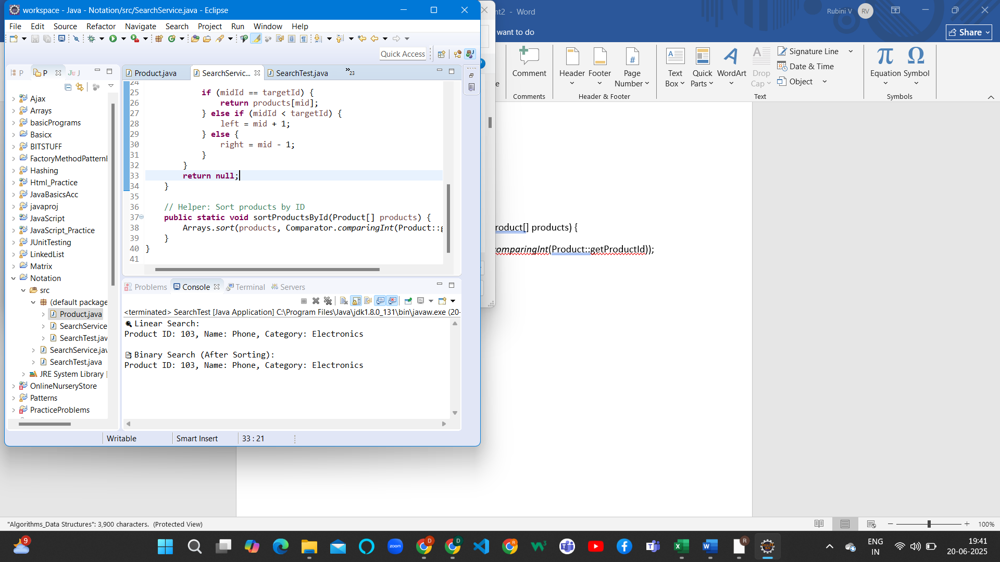 workspace - Java - Notation/src/SearchService.java - Eclipse
File Edit Source Refactor Navigate Search Project Run Window Help
Quick Access
P P Ju J
Ajax
Arrays
basicPrograms
Basicx
BITSTUFF
FactoryMethodPattern
Hashing
Html_Practice
JavaBasicsAcc
javaproj
JavaScript
JavaScript_Practice
JUnitTesting
LinkedList
Matrix
Notation
src
(default package
Product.java
SearchService
SearchTest.jav
SearchService.jav
SearchTest.java
JRE System Library [
OnlineNurseryStore
Patterns
PracticeProblems
Product.java SearchServic... SearchTest.java »23
24
25 if (midId == targetId) {
26 return products[mid];
27 } else if (midId < targetId) {
28 left = mid + 1;
29 } else {
30 right = mid - 1;
31 }
32 }
33 return null;
34 }
35
36 // Helper: Sort products by ID
37 public static void sortProductsById(Product[] products) {
38 Arrays.sort(products, Comparator.comparingInt(Product::g
39 }
40 }
41
Problems Console Terminal Servers
<terminated> SearchTest [Java Application] C:\Program Files\Java\jdk1.8.0_131\bin\javaw.exe (20-
Linear Search:
Product ID: 103, Name: Phone, Category: Electronics
Binary Search (After Sorting):
Product ID: 103, Name: Phone, Category: Electronics
Writable Smart Insert 33 : 21
nt2 - Word
Rubini V RV
want to do
Share
e
Comment
Comments
Header Footer Page Number
Header & Footer
Text Box Quick Parts WordArt Drop Cap
Signature Line
Date & Time
Object
Text
Equation Symbol
Symbols
roduct[] products) {
comparingInt(Product::getProductId));
"Algorithms_Data Structures": 3,900 characters. (Protected View)
100%
9
zoom
D
D
R
R
ENG
IN
19:41
20-06-2025